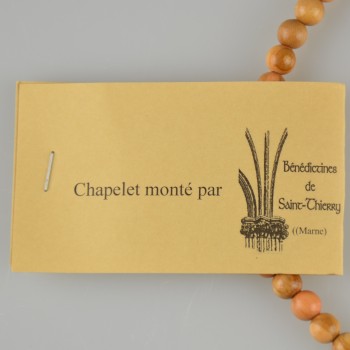 Chapelet monté par
Bénédictines
de
Saint-Thierry
((Marne)